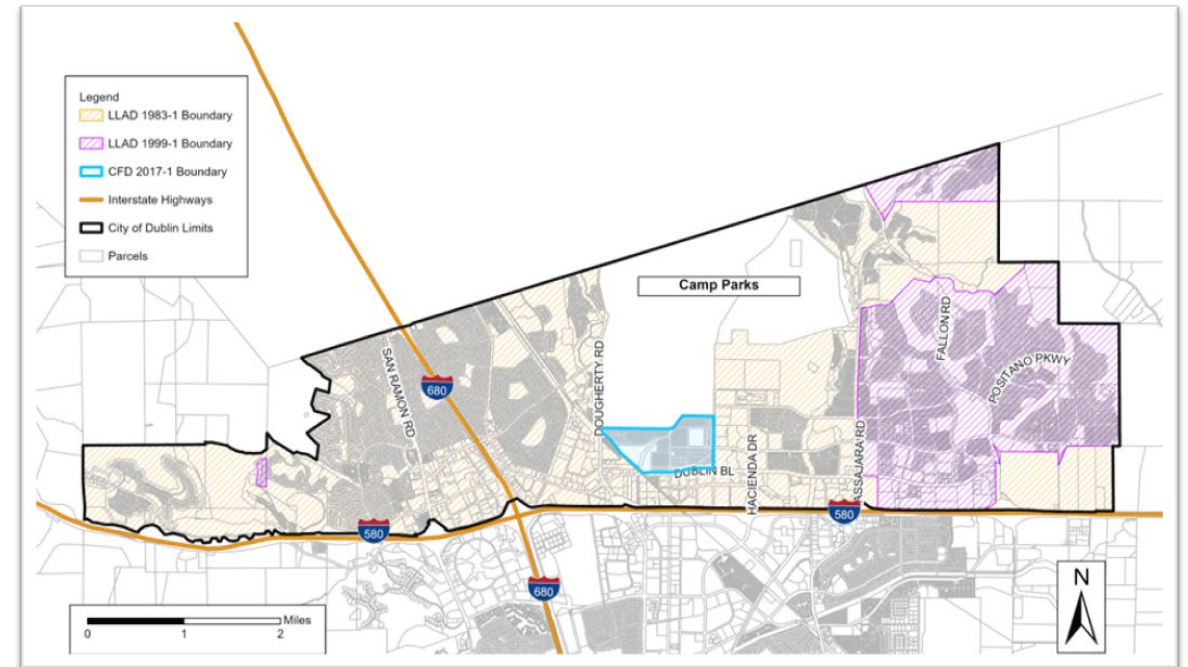 Legend
LLAD 1983-1 Boundary
LLAD 1999-1 Boundary
CFD 2017-1 Boundary
Interstate Highways
City of Dublin Limits
Parcels
Camp Parks
SAN RAMON RD
680
DOUGHERTY RD
FALLON RD
POSITANO PKWY
DUBLIN BL
HACIENDA DR
ASSAJARA RD
580
580
680
0 1 2 Miles
N